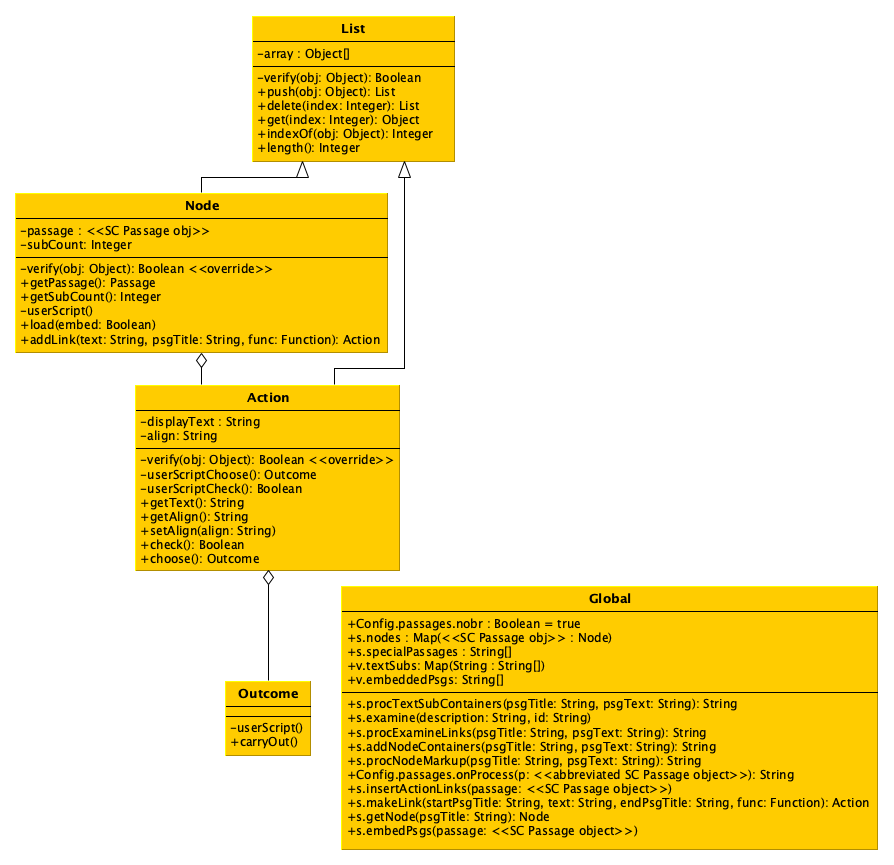 List
-array : Object[]
-verify(obj: Object): Boolean
+push(obj: Object): List
+delete(index: Integer): List
+get(index: Integer): Object
+indexOf(obj: Object): Integer
+length(): Integer
Node
-passage : <<SC Passage obj>>
-subCount: Integer
-verify(obj: Object): Boolean <<override>>
+getPassage(): Passage
+getSubCount(): Integer
-userScript()
+load(embed: Boolean)
+addLink(text: String, psgTitle: String, func: Function): Action
Action
-displayText : String
-align: String
-verify(obj: Object): Boolean <<override>>
-userScriptChoose(): Outcome
-userScriptCheck(): Boolean
+getText(): String
+getAlign(): String
+setAlign(align: String)
+check(): Boolean
+choose(): Outcome
Outcome
-userScript()
+carryOut()
Global
+Config.passages.nobr : Boolean = true
+s.nodes : Map(<<SC Passage obj>> : Node)
+s.specialPassages : String[]
+v.textSubs: Map(String : String[])
+v.embeddedPsgs: String[]
+s.procTextSubContainers(psgTitle: String, psgText: String): String
+s.examine(description: String, id: String)
+s.procExamineLinks(psgTitle: String, psgText: String): String
+s.addNodeContainers(psgTitle: String, psgText: String): String
+s.procNodeMarkup(psgTitle: String, psgText: String): String
+Config.passages.onProcess(p: <<abbreviated SC Passage object>>): String
+s.insertActionLinks(passage: <<SC Passage object>>)
+s.makeLink(startPsgTitle: String, text: String, endPsgTitle: String, func: Function): Action
+s.getNode(psgTitle: String): Node
+s.embedPsgs(passage: <<SC Passage object>>)